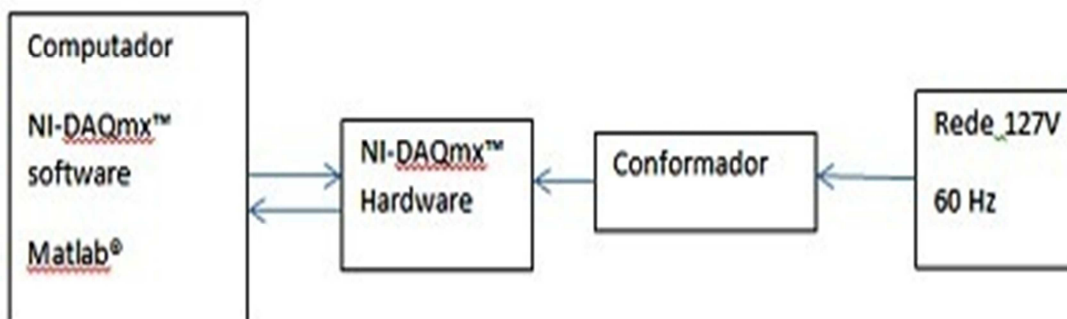 Computador
NI-DAQmx™
software
Matlab®
NI-DAQmx™
Hardware
Conformador
Rede 127V
60 Hz